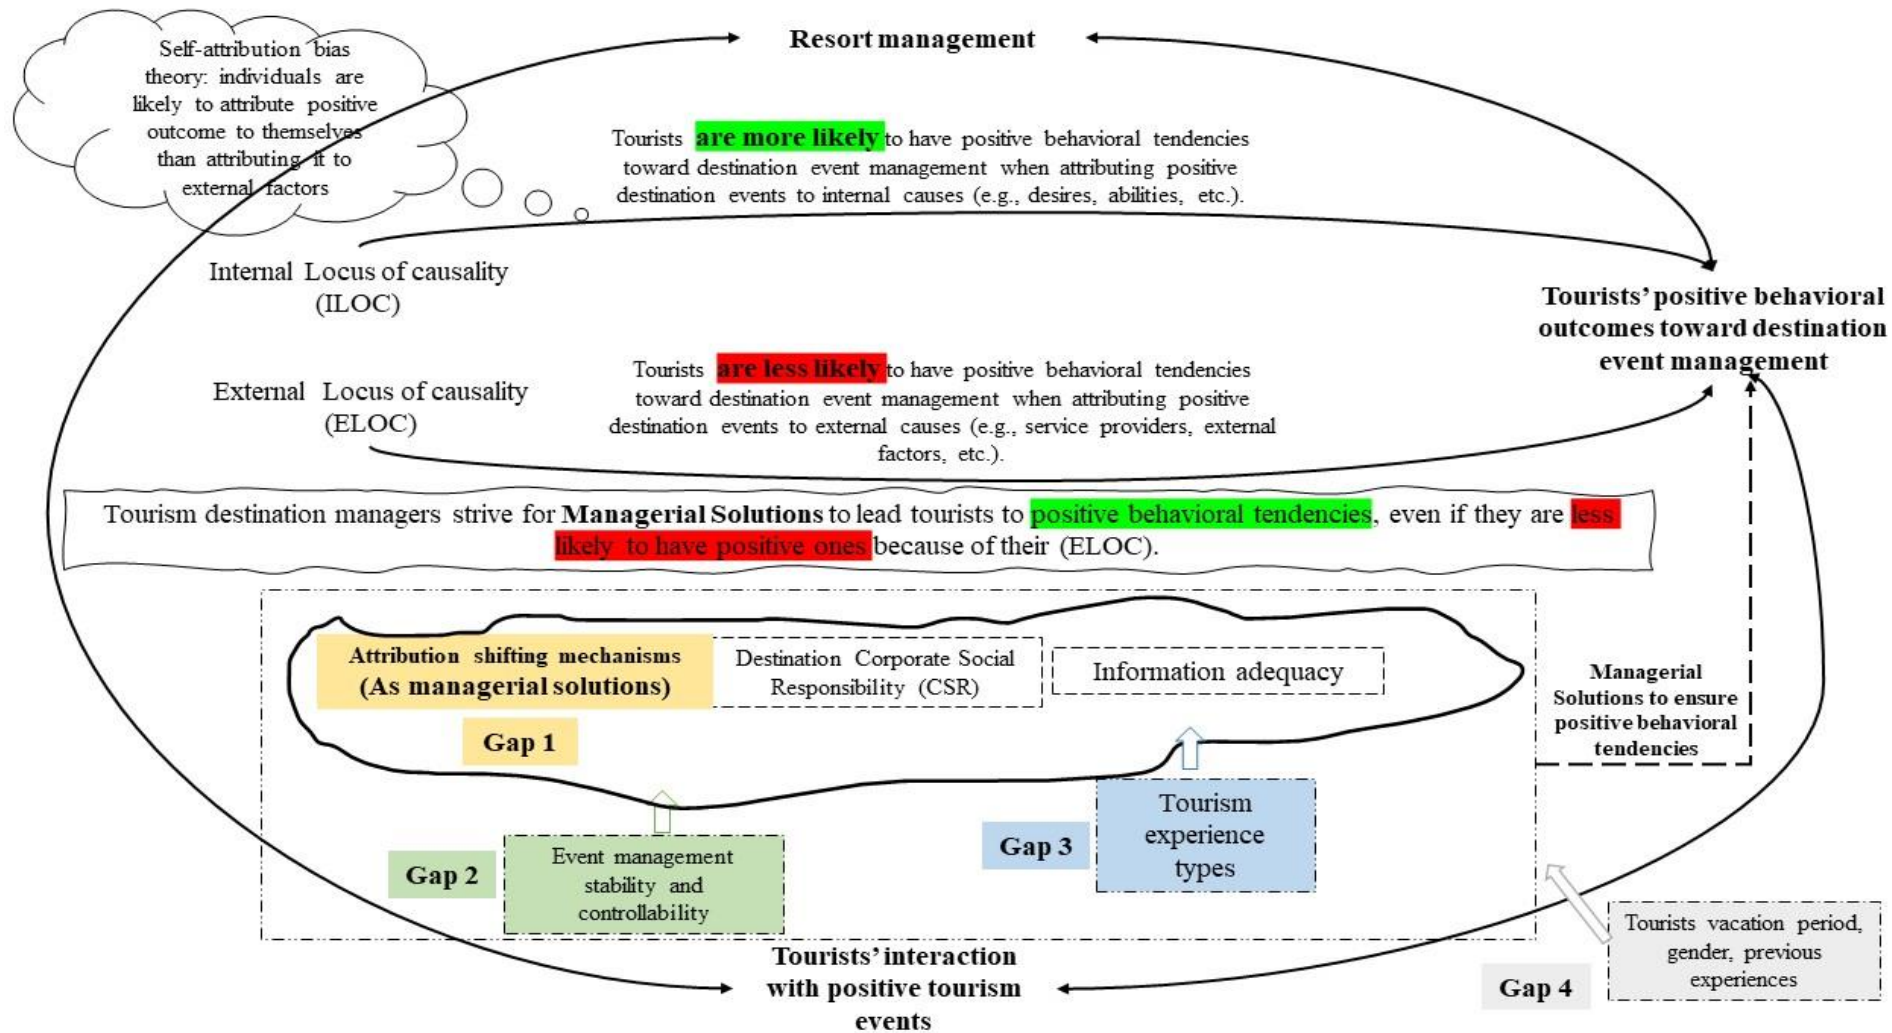 Self-attribution bias
theory: individuals are
likely to attribute positive
outcome to themselves
than attributing it to
external factors
Resort management
Tourists are more likely to have positive behavioral tendencies
toward destination event management when attributing positive
destination events to internal causes (e.g., desires, abilities, etc.).
Internal Locus of causality
(ILOC)
Tourists’ positive behavioral
outcomes toward destination
event management
External Locus of causality
(ELOC)
Tourists are less likely to have positive behavioral tendencies
toward destination event management when attributing positive
destination events to external causes (e.g., service providers, external
factors, etc.).
Tourism destination managers strive for Managerial Solutions to lead tourists to positive behavioral tendencies, even if they are less
likely to have positive ones because of their (ELOC).
Attribution shifting mechanisms
(As managerial solutions)
Destination Corporate Social
Responsibility (CSR)
Information adequacy
Managerial
Solutions to ensure
positive behavioral
tendencies
Gap 1
Gap 2
Event management
stability and
controllability
Gap 3
Tourism
experience
types
Tourists vacation period,
gender, previous
experiences
Gap 4
Tourists’ interaction
with positive tourism
events